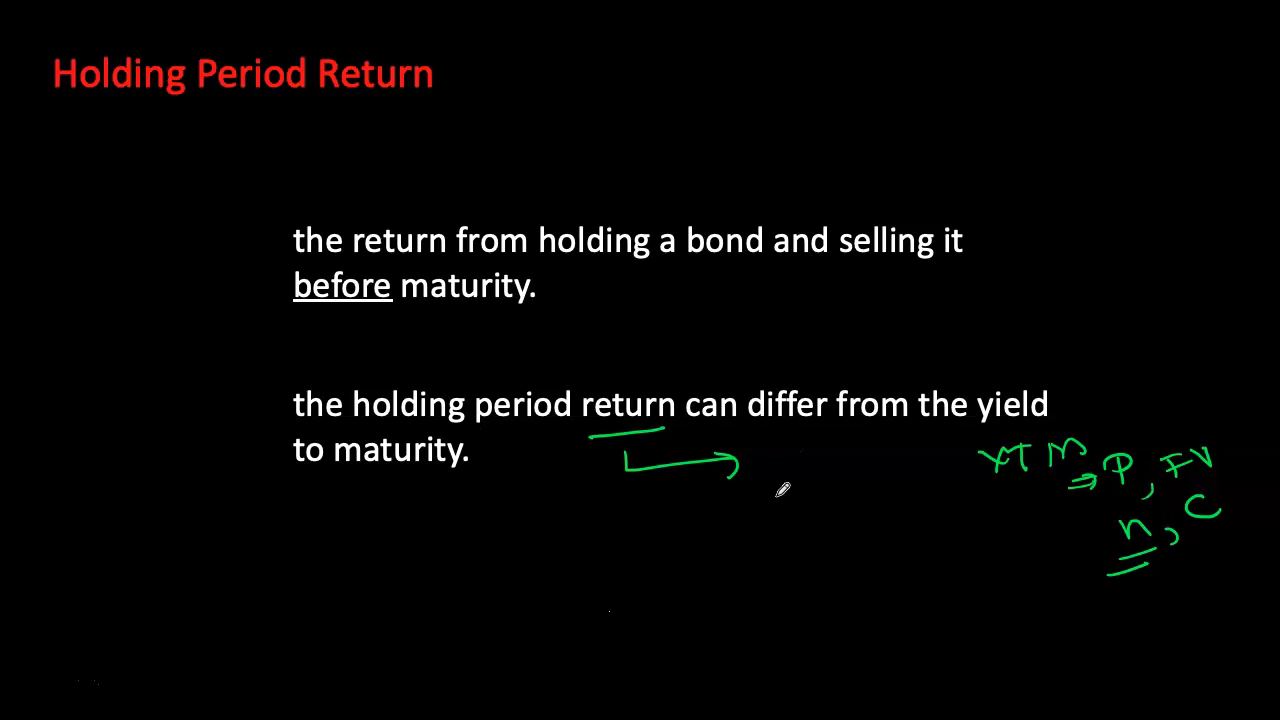 Holding Period Return
the return from holding a bond and selling it
before maturity.
the holding period return can differ from the yield
to maturity.
YTM ⇒ P, FV
n, C